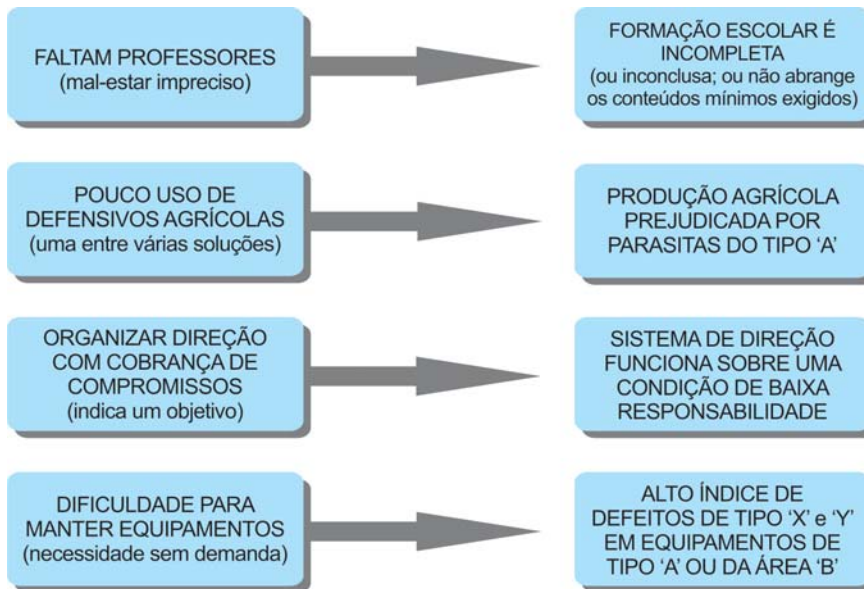 FALTAM PROFESSORES
(mal-estar impreciso)
FORMAÇÃO ESCOLAR É
INCOMPLETA
(ou inconclusa; ou não abrange
os conteúdos mínimos exigidos)
POUCO USO DE
DEFENSIVOS AGRÍCOLAS
(uma entre várias soluções)
PRODUÇÃO AGRÍCOLA
PREJUDICADA POR
PARASITAS DO TIPO ‘A’
ORGANIZAR DIREÇÃO
COM COBRANÇA DE
COMPROMISSOS
(indica um objetivo)
SISTEMA DE DIREÇÃO
FUNCIONA SOBRE UMA
CONDIÇÃO DE BAIXA
RESPONSABILIDADE
DIFICULDADE PARA
MANTER EQUIPAMENTOS
(necessidade sem demanda)
ALTO ÍNDICE DE
DEFEITOS DE TIPO ‘X’ e ‘Y’
EM EQUIPAMENTOS DE
TIPO ‘A’ OU DA ÁREA ‘B’